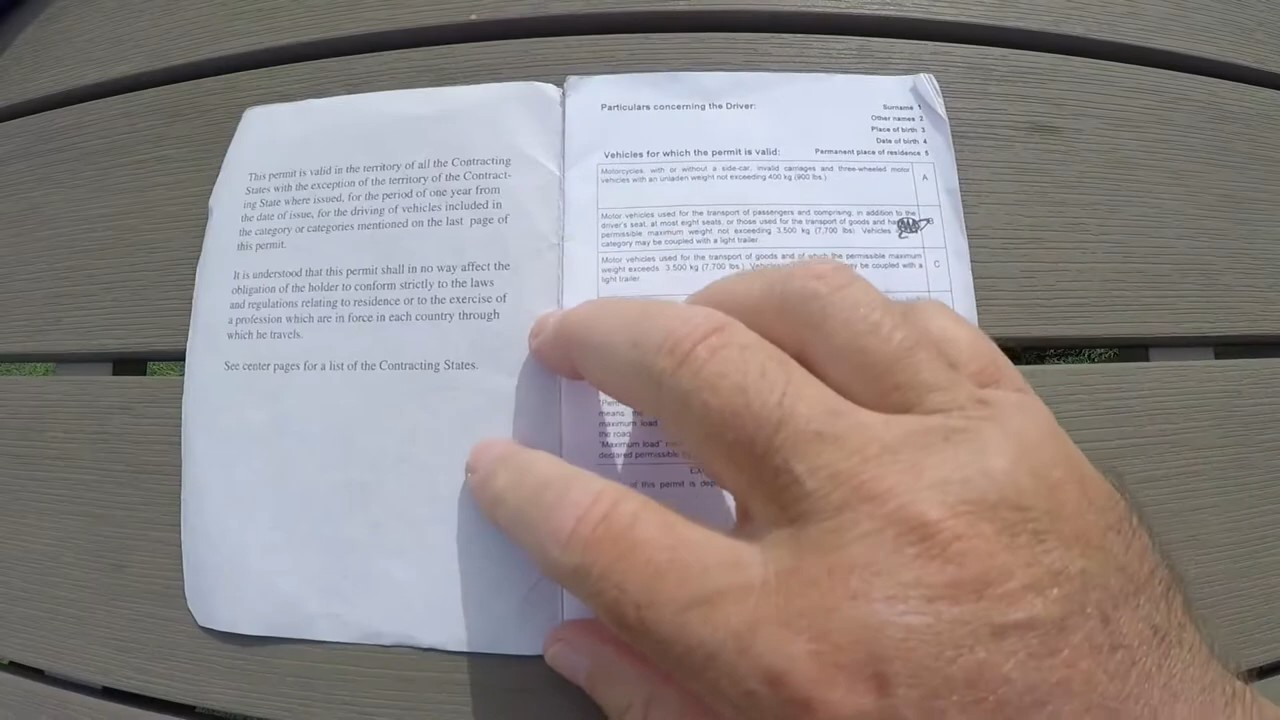 This permit is valid in the territory of all the Contracting
States with the exception of the territory of the Contract-
ing State where issued, for the period of one year from
the date of issue, for the driving of vehicles included in
the category or categories mentioned on the last page of
this permit.
It is understood that this permit shall in no way affect the
obligation of the holder to conform strictly to the laws
and regulations relating to residence or to the exercise of
a profession which are in force in each country through
which he travels.
See center pages for a list of the Contracting States.
Particulars concerning the Driver:
Surname 1
Other names 2
Place of birth 3
Date of birth 4
Permanent place of residence 5
Vehicles for which the permit is valid:
Motorcycles, with or without a side-car, invalid carriages and three-wheeled motor
vehicles with an unladen weight not exceeding 400 kg (900 lbs.)
A
Motor vehicles used for the transport of passengers and comprising, in addition to the
driver's seat, at most eight seats, or those used for the transport of goods and
permissible maximum weight not exceeding 3,500 kg (7,700 lbs) Vehicles
category may be coupled with a light trailer
B
Motor vehicles used for the transport of goods and of which the permissible maximum
weight exceeds 3,500 kg (7,700 lbs.) Vehicles be coupled with a
light trailer
C
means the
maximum load
the road
"Maximum load"
declared permissible
of this permit is